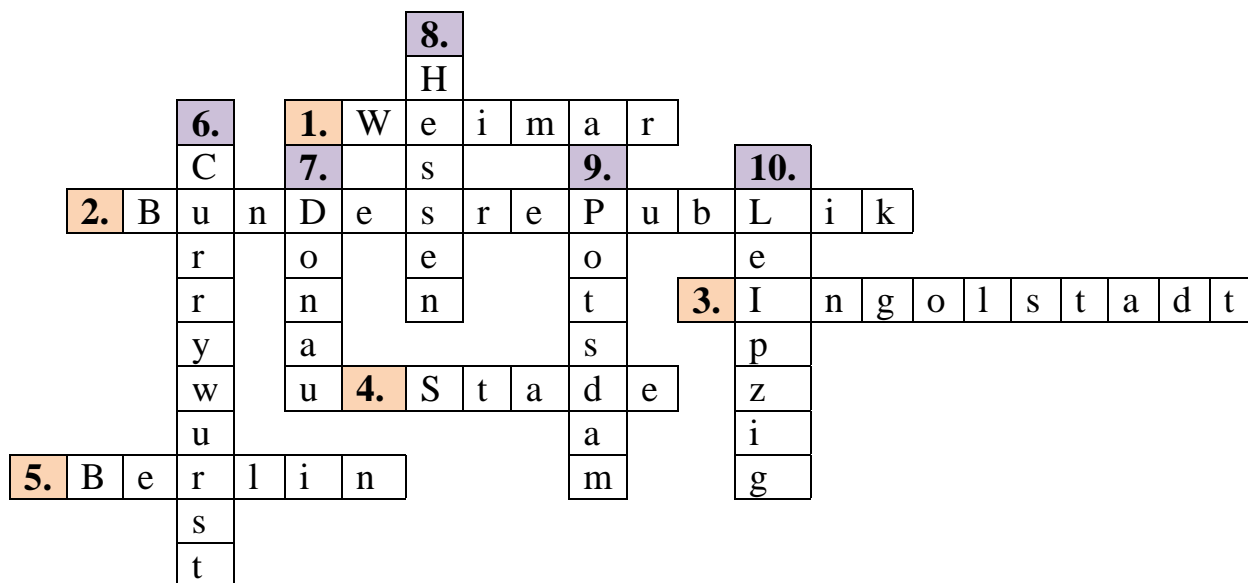 8.
H
6. 1. W e i m a r
C 7. s 9. 10.
2. B u n D e s r e P u b L i k
r o e o e
r n n t 3. I n g o l s t a d t
y a s p
w u 4. S t a d e z
u a i
5. B e r l i n m g
s
t